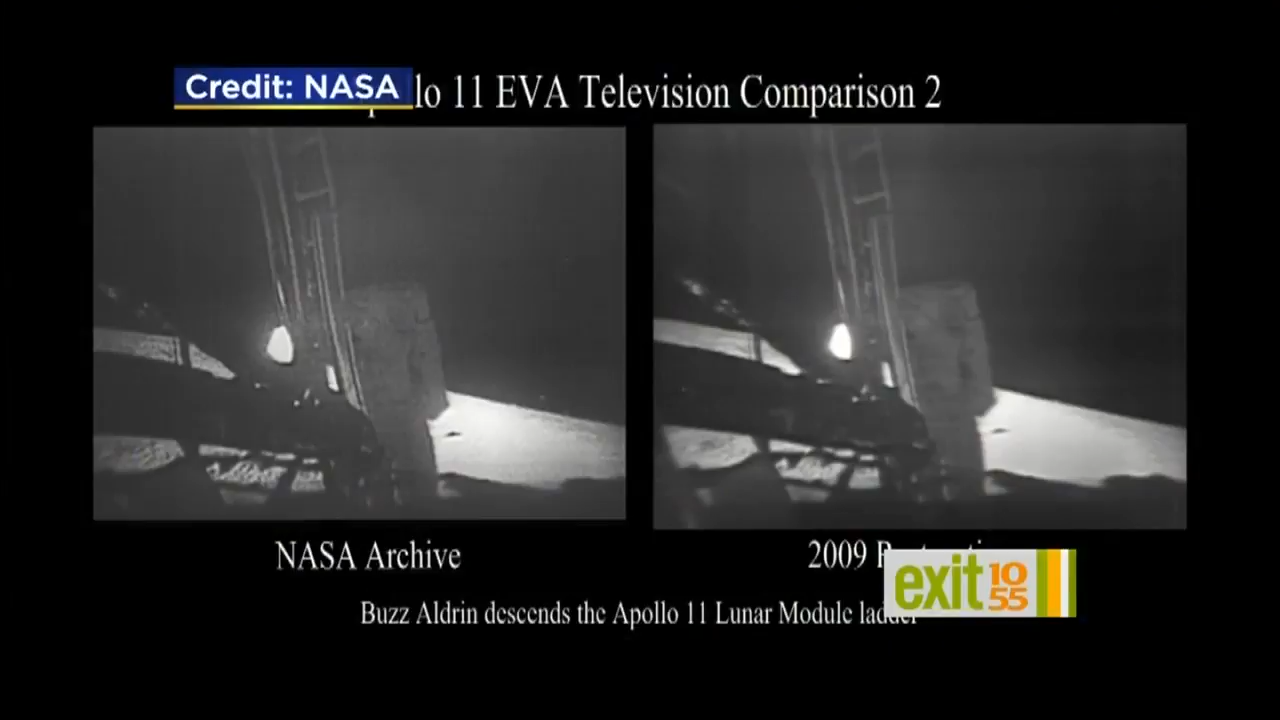 Credit: NASA
lo 11 EVA Television Comparison 2
NASA Archive
2009
Buzz Aldrin descends the Apollo 11 Lunar Module ladder
exit 10 55